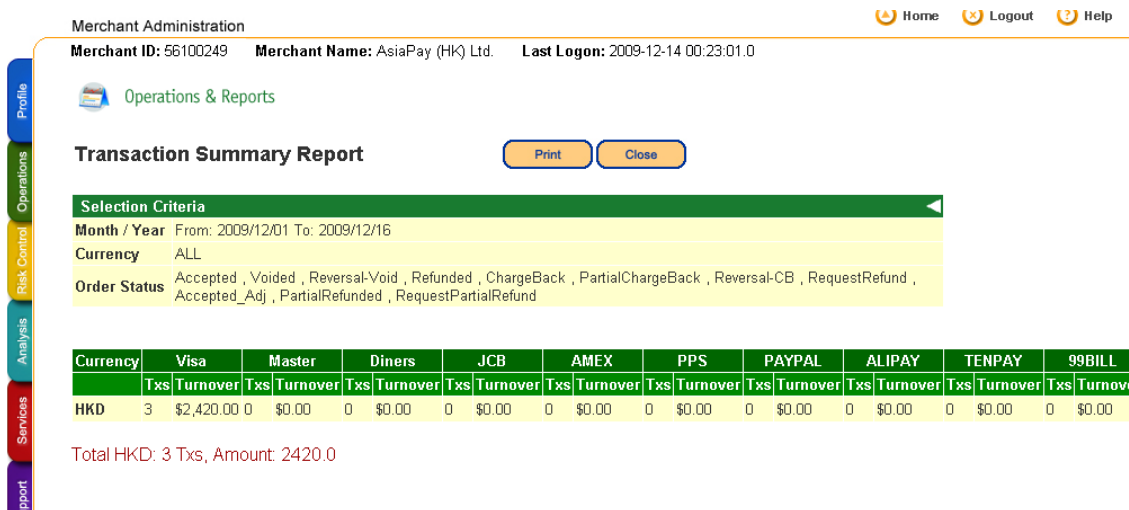 Home Logout Help
Merchant Administration
Merchant ID: 56100249 Merchant Name: AsiaPay (HK) Ltd. Last Logon: 2009-12-14 00:23:01.0
Profile
Operations & Reports
Transaction Summary Report Print Close
Operations
Selection Criteria
Month / Year From: 2009/12/01 To: 2009/12/16
Currency ALL
Order Status Accepted , Voided , Reversal-Void , Refunded , ChargeBack , PartialChargeBack , Reversal-CB , RequestRefund ,
Accepted_Adj , PartialRefunded , RequestPartialRefund
Risk Control
Analysis
Currency Visa Master Diners JCB AMEX PPS PAYPAL ALIPAY TENPAY 99BILL
Txs Turnover Txs Turnover Txs Turnover Txs Turnover Txs Turnover Txs Turnover Txs Turnover Txs Turnover Txs Turnover Txs Turnov
HKD 3 $2,420.00 0 $0.00 0 $0.00 0 $0.00 0 $0.00 0 $0.00 0 $0.00 0 $0.00 0 $0.00 0 $0.00
Services
Total HKD: 3 Txs, Amount: 2420.0
pport